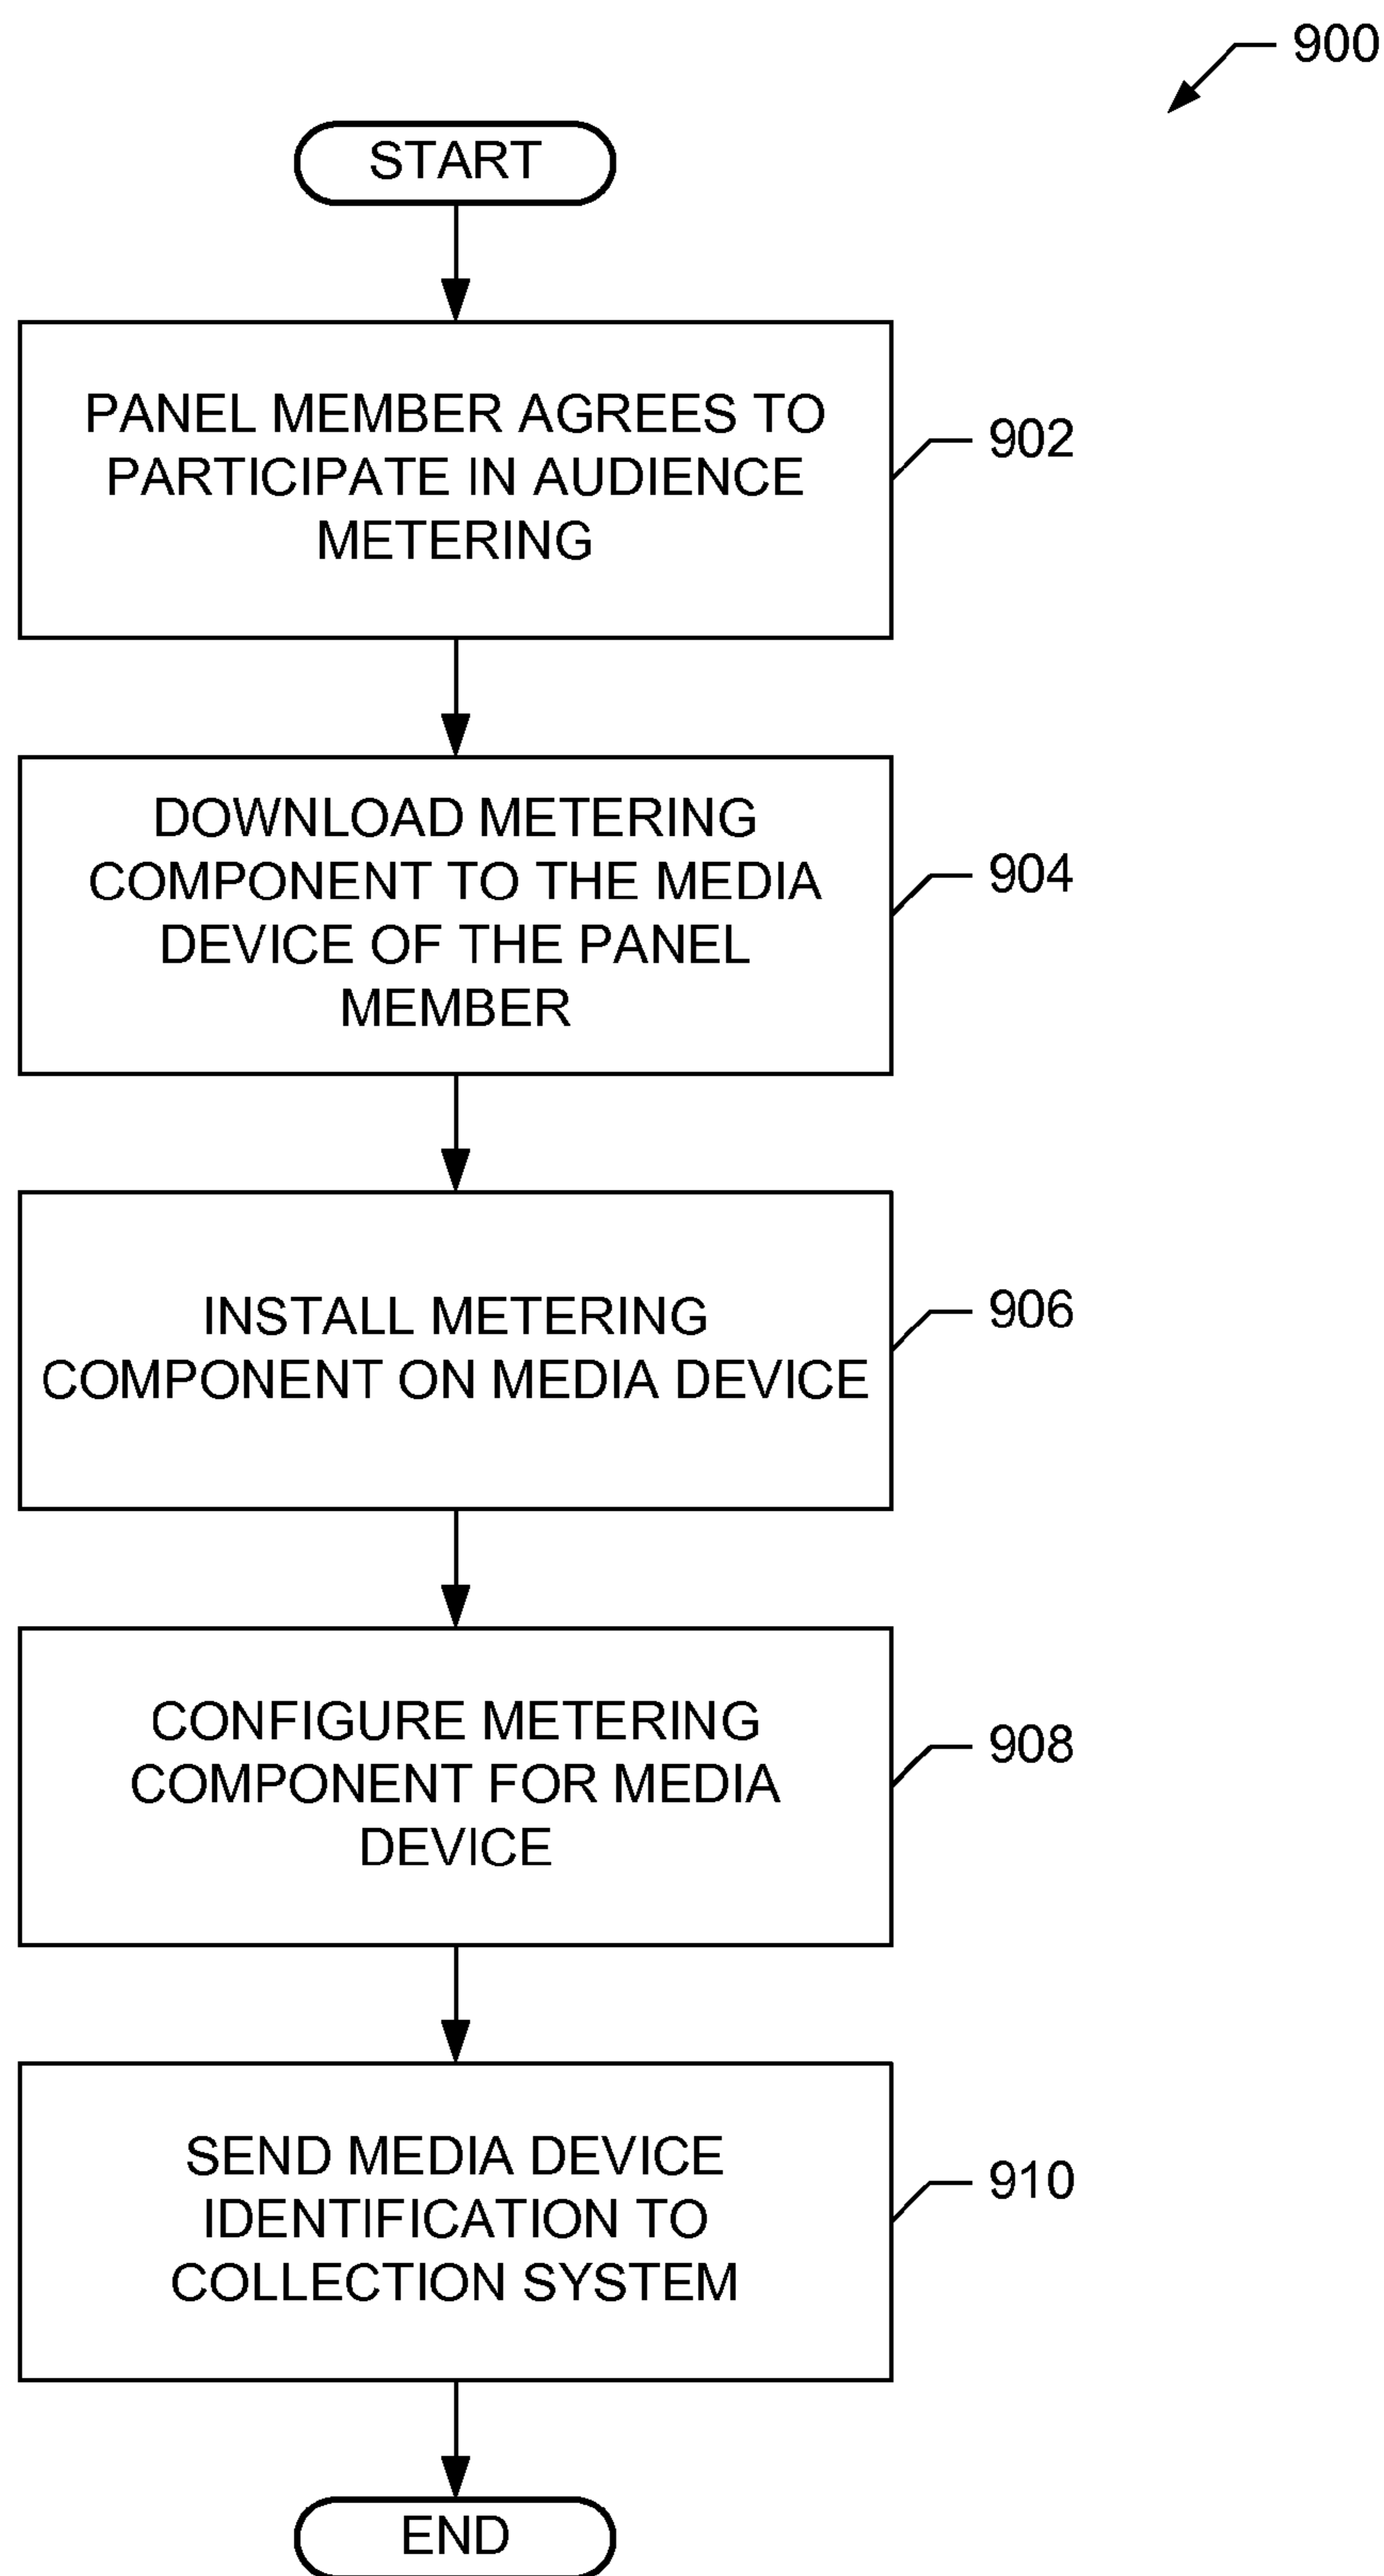 900
START
PANEL MEMBER AGREES TO
PARTICIPATE IN AUDIENCE
METERING
902
DOWNLOAD METERING
COMPONENT TO THE MEDIA
DEVICE OF THE PANEL
MEMBER
904
INSTALL METERING
COMPONENT ON MEDIA DEVICE
906
CONFIGURE METERING
COMPONENT FOR MEDIA
DEVICE
908
SEND MEDIA DEVICE
IDENTIFICATION TO
COLLECTION SYSTEM
910
END